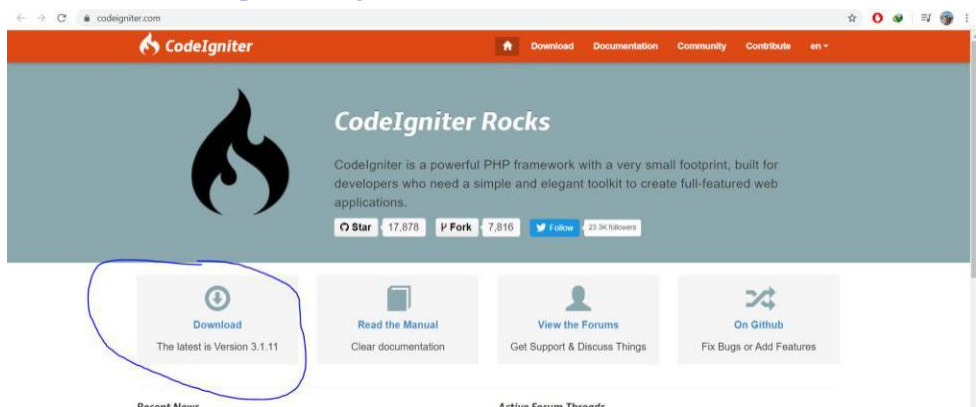 codeigniter.com
CodeIgniter
Download Documentation Community Contribute en
CodeIgniter Rocks
CodeIgniter is a powerful PHP framework with a very small footprint, built for
developers who need a simple and elegant toolkit to create full-featured web
applications.
Star 17,878 Fork 7,816 Follow 23.3K followers
Download
The latest is Version 3.1.11
Read the Manual
Clear documentation
View the Forums
Get Support & Discuss Things
On Github
Fix Bugs or Add Features
Recent News
Active Forum Threads